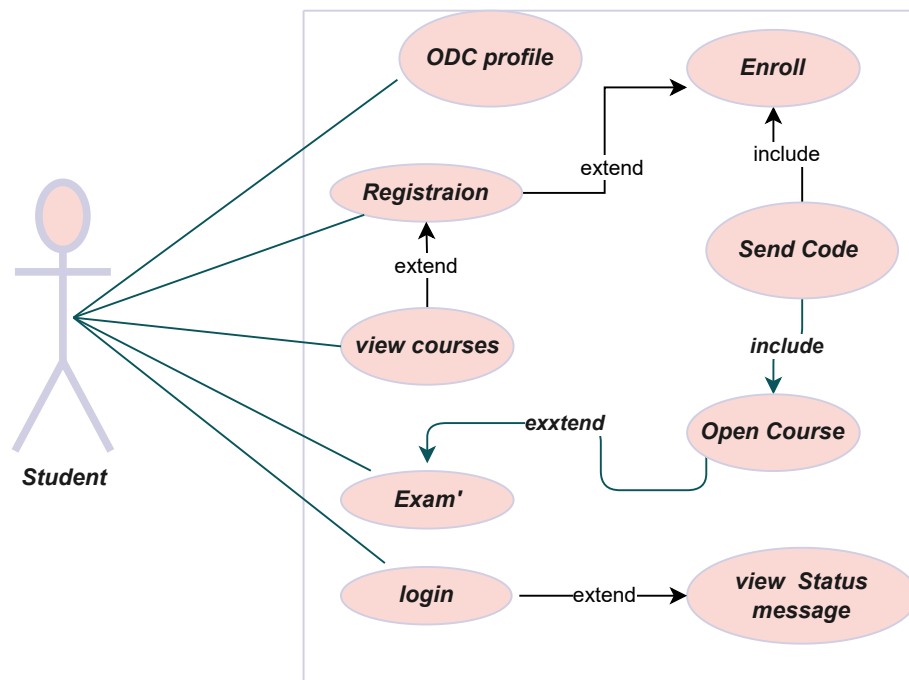 ODC profile
Enroll
include
extend
Registraion
extend
Send Code
view courses
include
exxtend
Open Course
Student
Exam'
login
extend
view Status
message